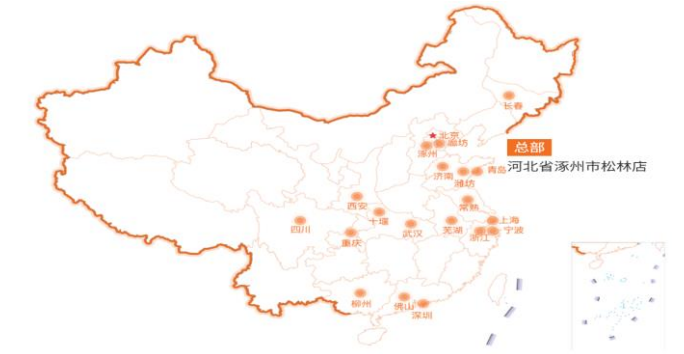 长春
北京
廊坊
涿州
总部
河北省涿州市松林店
济南
青岛
潍坊
西安
常熟
十堰
四川
重庆
武汉
芜湖
上海
浙江
宁波
柳州
佛山
深圳